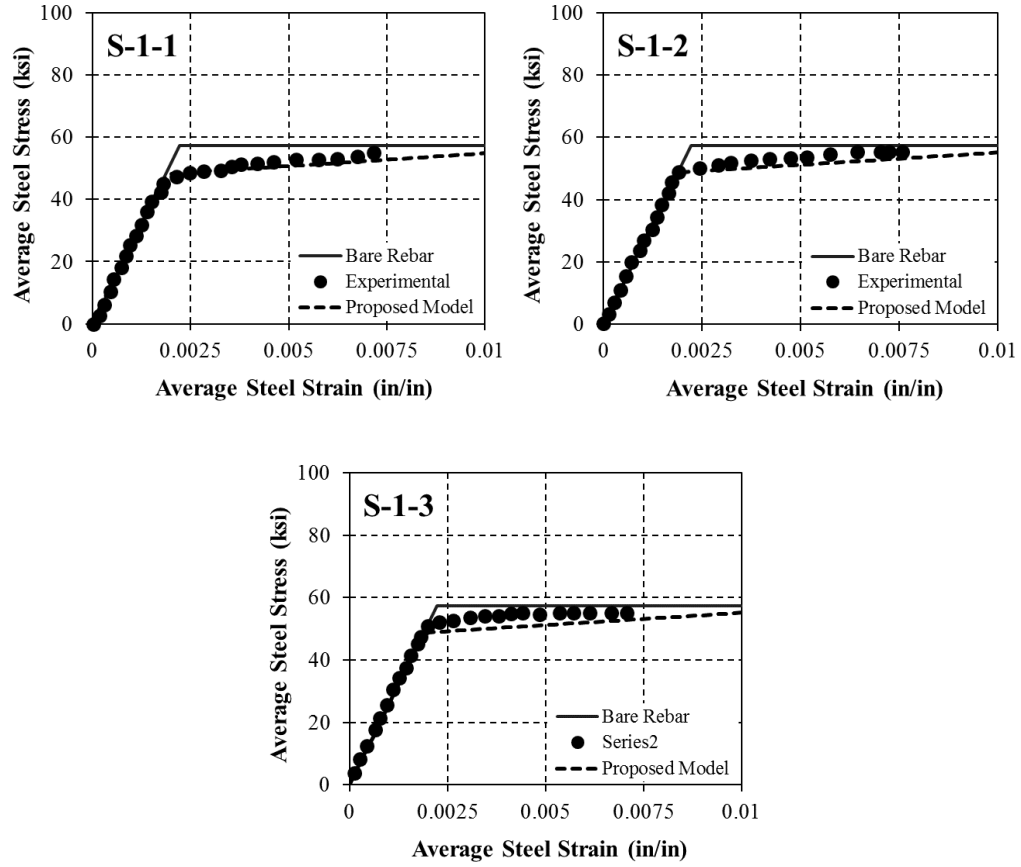 S-1-1
Average Steel Stress (ksi)
100
80
60
40
20
0
Bare Rebar
Experimental
Proposed Model
0 0.0025 0.005 0.0075 0.01
Average Steel Strain (in/in)
S-1-2
Average Steel Stress (ksi)
100
80
60
40
20
0
Bare Rebar
Experimental
Proposed Model
0 0.0025 0.005 0.0075 0.01
Average Steel Strain (in/in)
S-1-3
Average Steel Stress (ksi)
100
80
60
40
20
0
Bare Rebar
Series2
Proposed Model
0 0.0025 0.005 0.0075 0.01
Average Steel Strain (in/in)